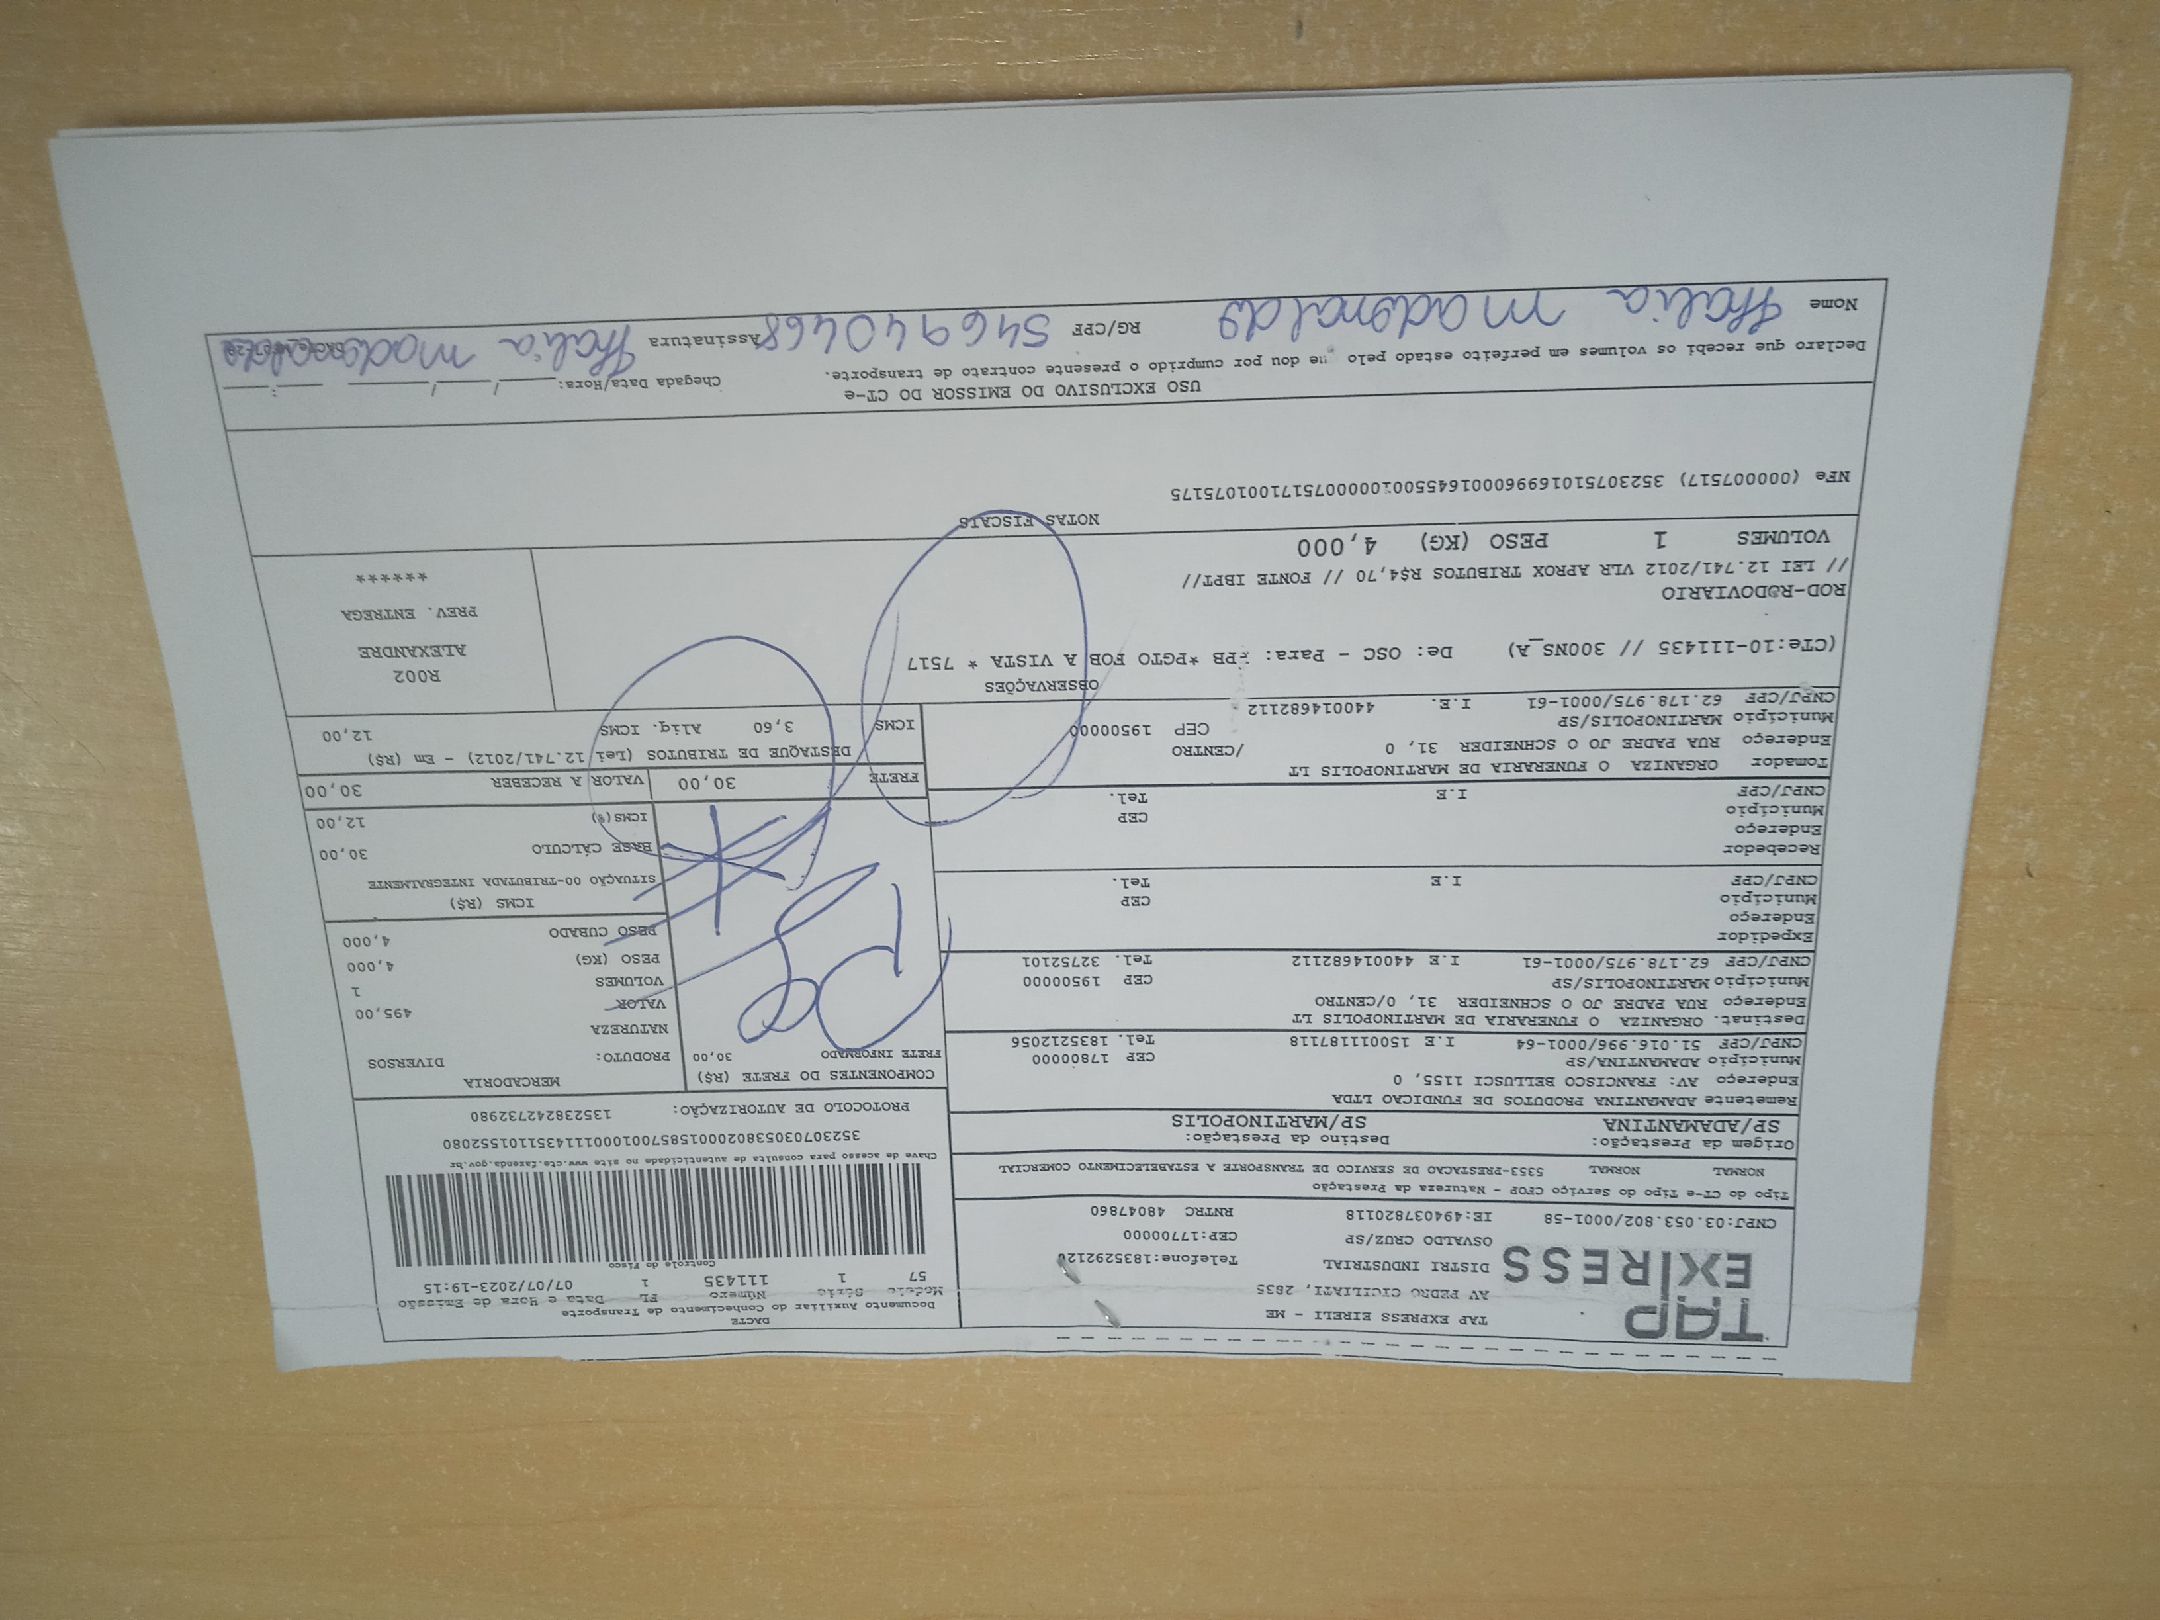 TAP
EXPRESS
TAP EXPRESS EIRELI - ME
AV PEDRO CICILIATI, 2835
DISTRI INDUSTRIAL Telefone:1835292120
OSVALDO CRUZ/SP CEP:17700000
CNPJ:03.053.802/0001-58 IE:494037820118 RNTRC 48047860
DACTE
Documento Auxiliar do Conhecimento de Transporte
Modelo Série Número FL Data e Hora de Emissão
57 1 111435 1 07/07/2023-19:15
Controle do Fisco
Chave de acesso para consulta de autenticidade no site www.cte.fazenda.gov.br
PROTOCOLO DE AUTORIZAÇÃO: 135238242732980
Tipo do CT-e Tipo do Serviço CFOP - Natureza da Prestação
NORMAL NORMAL 5353-PRESTACAO DE SERVICO DE TRANSPORTE A ESTABELECIMENTO COMERCIAL
Origem da Prestação: Destino da Prestação:
SP/ADAMANTINA SP/MARTINOPOLIS
Remetente ADAMANTINA PRODUTOS DE FUNDICAO LTDA
Endereço AV: FRANCISCO BELLUSCI 1155, 0
Município ADAMANTINA/SP CEP 17800000
CNPJ/CPF 51.016.996/0001-64 I.E 15001187118 Tel. 1835212056
Destinat. ORGANIZA O FUNERARIA DE MARTINOPOLIS LT
Endereço RUA PADRE JO O SCHNEIDER 31, 0/CENTRO
Município MARTINOPOLIS/SP CEP 19500000
CNPJ/CPF 62.178.975/0001-61 I.E 440014682112 Tel. 32752101
Expedidor
Endereço
Município CEP
CNPJ/CPF I.E Tel.
Recebedor
Endereço
Município CEP
CNPJ/CPF I.E Tel.
Tomador ORGANIZA O FUNERARIA DE MARTINOPOLIS LT
Endereço RUA PADRE JO O SCHNEIDER 31, 0 /CENTRO
Município MARTINOPOLIS/SP CEP 19500000
CNPJ/CPF 62.178.975/0001-61 I.E. 440014682112
COMPONENTES DO FRETE (R$)
FRETE INFORMADO 30,00
MERCADORIA
PRODUTO: DIVERSOS
NATUREZA
VALOR 495,00
VOLUMES 1
PESO (KG) 4,000
PESO CUBADO 4,000
ICMS (R$)
SITUAÇÃO 00-TRIBUTADA INTEGRALMENTE
BASE CÁLCULO 30,00
ICMS(%) 12,00
FRETE 30,00 VALOR A RECEBER 30,00
DESTAQUE DE TRIBUTOS (Lei 12.741/2012) - Em (R$)
ICMS 3,60 Aliq. ICMS 12,00
OBSERVAÇÕES
(CTe:10-111435 // 300NS_A) De: OSC - Para: PPB *PGTO FOB A VISTA * 7517
ROD-RODOVIARIO
// LEI 12.741/2012 VLR APROX TRIBUTOS R$4,70 // FONTE IBPT//
VOLUMES 1 PESO (KG) 4,000
R002
ALEXANDRE
PREV. ENTREGA
******
NOTAS FISCAIS
NFe (000007517) 35230751016996000164550010000075171001075175
USO EXCLUSIVO DO EMISSOR DO CT-e
Declaro que recebi os volumes em perfeito estado pelo que dou por cumprido o presente contrato de transporte. Chegada Data/Hora: ____/____/____ ____:____
Nome Thalia madonaldo RG/CPF 546940468 Assinatura Thalia madonaldo